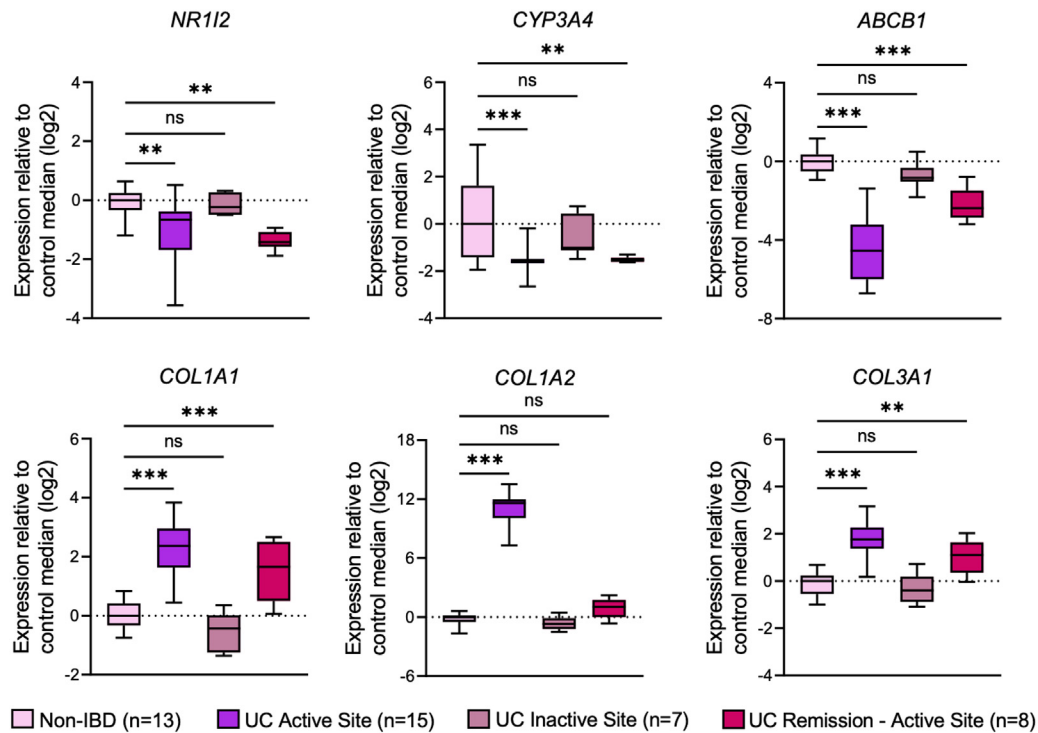 NR1I2
Expression relative to
control median (log2)
4
2
0
-2
-4
**
ns
**
CYP3A4
Expression relative to
control median (log2)
6
4
2
0
-2
-4
**
ns
***
ABCB1
Expression relative to
control median (log2)
4
0
-4
-8
***
ns
***
COL1A1
Expression relative to
control median (log2)
6
4
2
0
-2
***
ns
***
COL1A2
Expression relative to
control median (log2)
18
12
6
0
-6
ns
ns
***
COL3A1
Expression relative to
control median (log2)
6
4
2
0
-2
-4
**
ns
***
Non-IBD (n=13) UC Active Site (n=15) UC Inactive Site (n=7) UC Remission - Active Site (n=8)